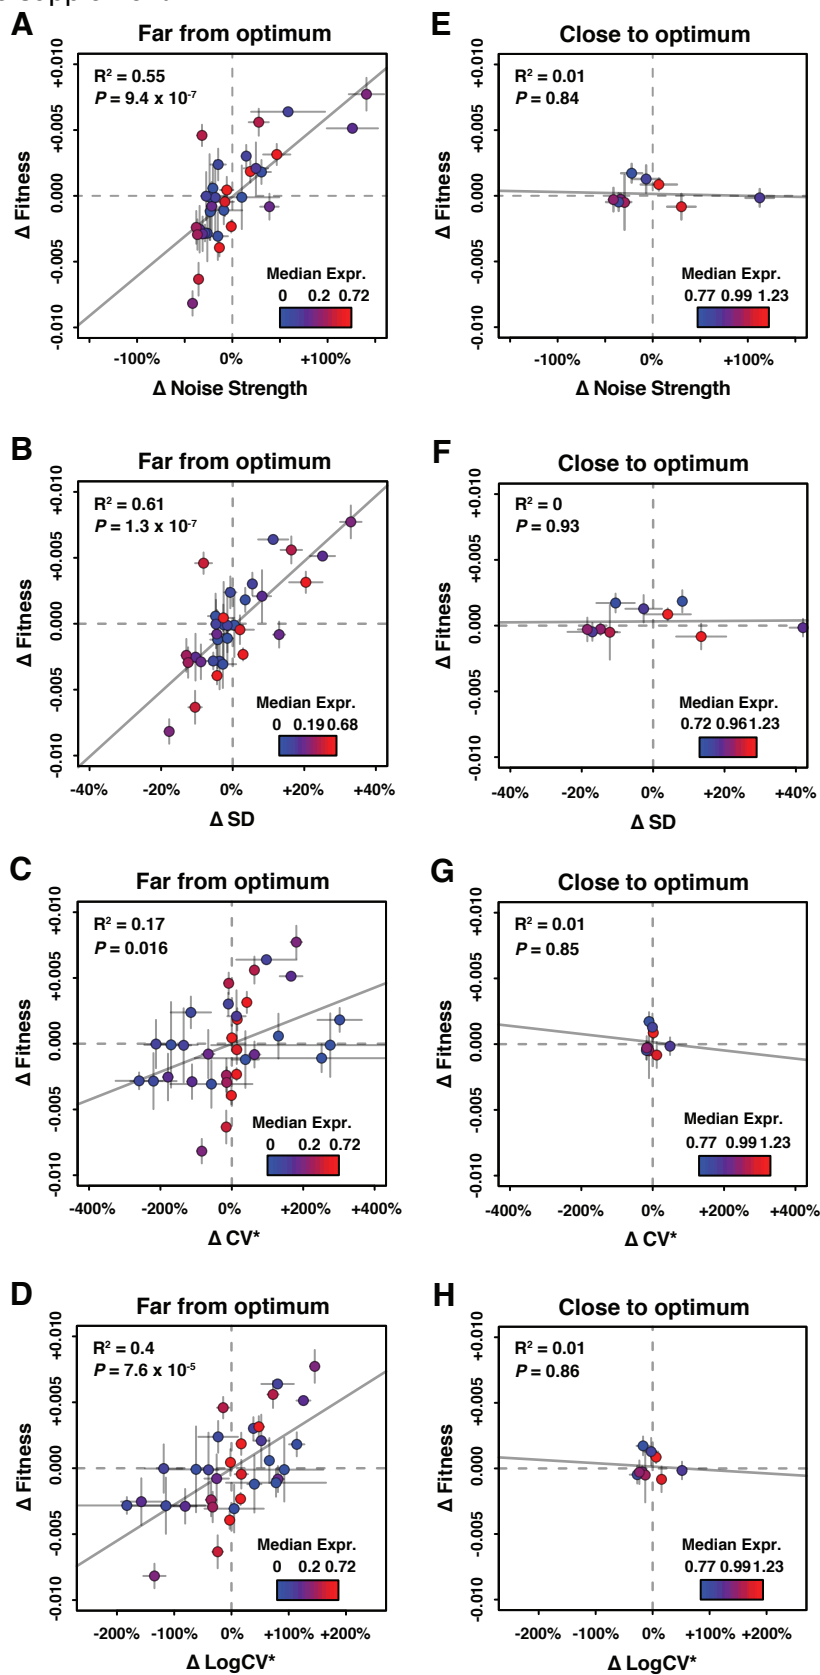 A
Far from optimum
R² = 0.55
P = 9.4 x 10⁻⁷
+0.010
+0.005
0.000
-0.005
-0.010
Δ Fitness
Median Expr.
0 0.2 0.72
-100% 0% +100%
Δ Noise Strength
E
Close to optimum
R² = 0.01
P = 0.84
+0.010
+0.005
0.000
-0.005
-0.010
Δ Fitness
Median Expr.
0.77 0.99 1.23
-100% 0% +100%
Δ Noise Strength
B
Far from optimum
R² = 0.61
P = 1.3 x 10⁻⁷
+0.010
+0.005
0.000
-0.005
-0.010
Δ Fitness
Median Expr.
0 0.19 0.68
-40% -20% 0% +20% +40%
Δ SD
F
Close to optimum
R² = 0
P = 0.93
+0.010
+0.005
0.000
-0.005
-0.010
Δ Fitness
Median Expr.
0.72 0.96 1.23
-40% -20% 0% +20% +40%
Δ SD
C
Far from optimum
R² = 0.17
P = 0.016
+0.010
+0.005
0.000
-0.005
-0.010
Δ Fitness
Median Expr.
0 0.2 0.72
-400% -200% 0% +200% +400%
Δ CV*
G
Close to optimum
R² = 0.01
P = 0.85
+0.010
+0.005
0.000
-0.005
-0.010
Δ Fitness
Median Expr.
0.77 0.99 1.23
-400% -200% 0% +200% +400%
Δ CV*
D
Far from optimum
R² = 0.4
P = 7.6 x 10⁻⁵
+0.010
+0.005
0.000
-0.005
-0.010
Δ Fitness
Median Expr.
0 0.2 0.72
-200% -100% 0% +100% +200%
Δ LogCV*
H
Close to optimum
R² = 0.01
P = 0.86
+0.010
+0.005
0.000
-0.005
-0.010
Δ Fitness
Median Expr.
0.77 0.99 1.23
-200% -100% 0% +100% +200%
Δ LogCV*